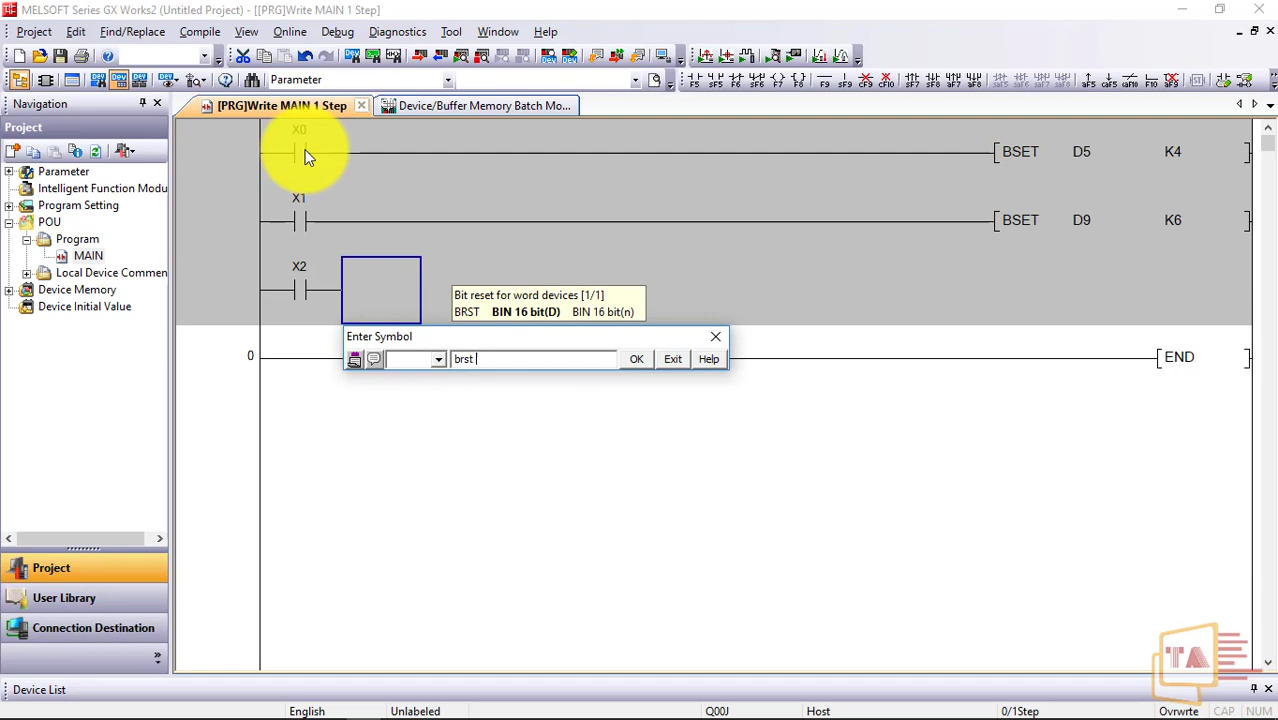 MELSOFT Series GX Works2 (Untitled Project) - [[PRG]Write MAIN 1 Step]
Project Edit Find/Replace Compile View Online Debug Diagnostics Tool Window Help
Parameter
Navigation
[PRG]Write MAIN 1 Step
Device/Buffer Memory Batch Mo...
Project
Parameter
Intelligent Function Modu
Program Setting
POU
Program
MAIN
Local Device Commen
Device Memory
Device Initial Value
X0
BSET D5 K4
X1
BSET D9 K6
X2
Bit reset for word devices [1/1]
BRST BIN 16 bit(D) BIN 16 bit(n)
Enter Symbol
brst
OK Exit Help
0
END
Project
User Library
Connection Destination
TA
Device List
English Unlabeled Q00J Host 0/1Step Ovrwrte CAP NUM